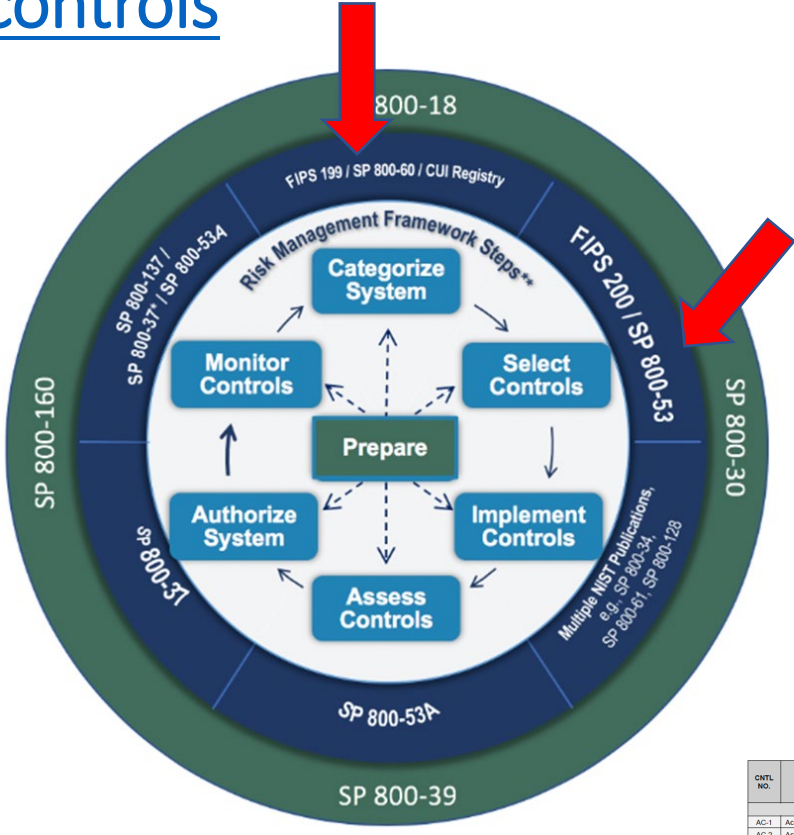 controls
800-18
FIPS 199 / SP 800-60 / CUI Registry
FIPS 200 / SP 800-53
SP 800-30
Multiple NIST Publications,
e.g., SP 800-34,
SP 800-61, SP 800-128
SP 800-53A
SP 800-39
SP 800-37
SP 800-160
SP 800-137 /
SP 800-37* / SP 800-53A
Risk Management Framework Steps**
Categorize
System
Select
Controls
Implement
Controls
Assess
Controls
Authorize
System
Monitor
Controls
Prepare
CNTL
NO.
AC-1
AC-2